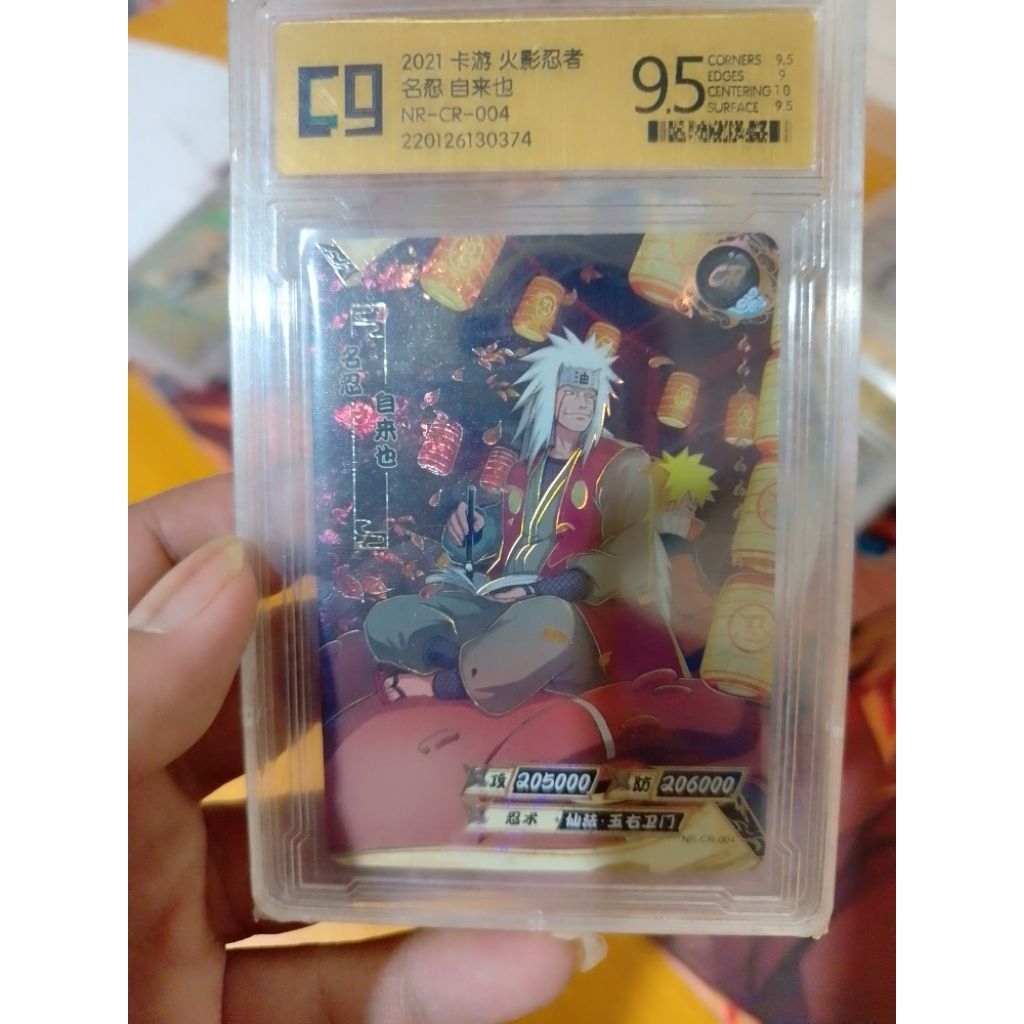 CG
2021 卡游 火影忍者
名忍 自来也
NR-CR-004
220126130374
9.5
CORNERS 9.5
EDGES 9
CENTERING 10
SURFACE 9.5
CR
名忍
自来也
油
攻 205000
防 206000
忍术 仙法·五右卫门
NR-CR-004